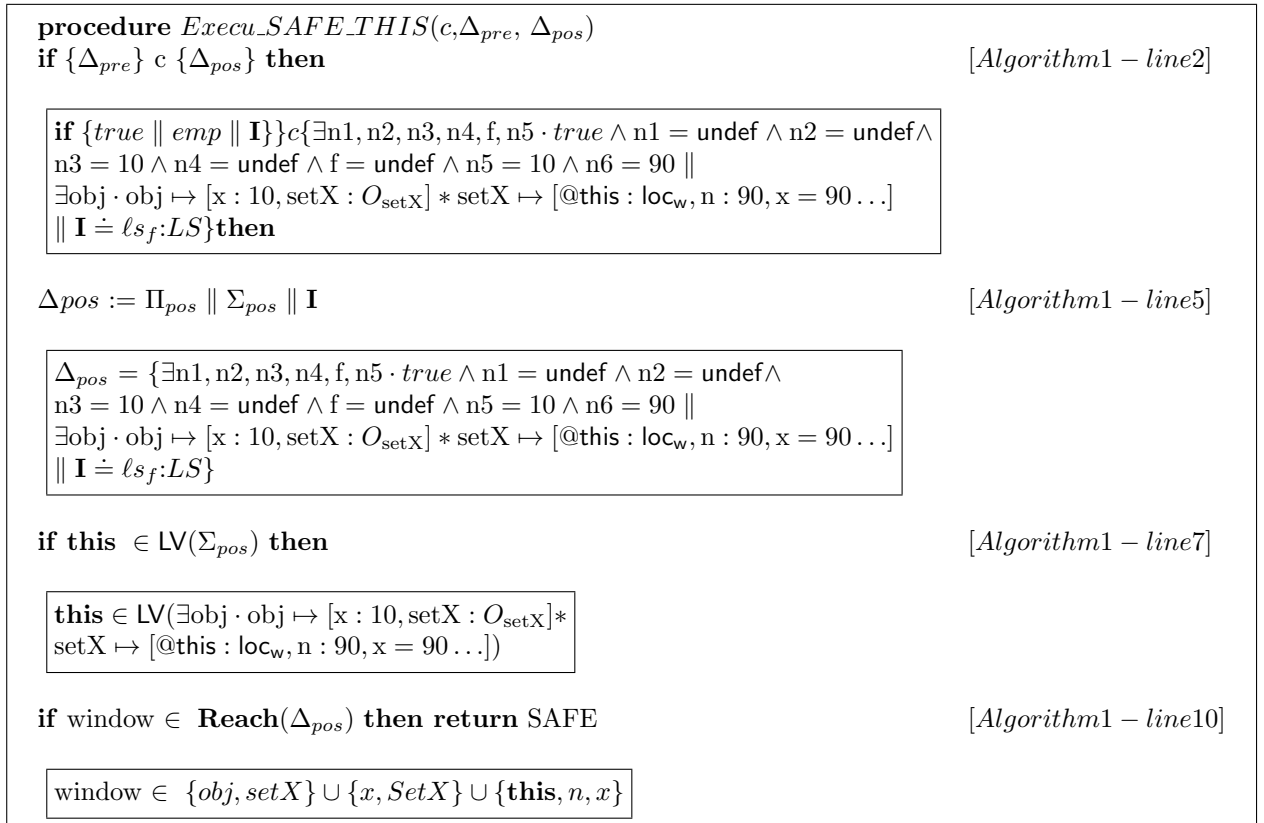 procedure Execu_SAFE_THIS(c,Δ_pre, Δ_pos)
if {Δ_pre} c {Δ_pos} then [Algorithm1 − line2]
if {true ∥ emp ∥ I}}c{∃n1, n2, n3, n4, f, n5 · true ∧ n1 = undef ∧ n2 = undef∧
n3 = 10 ∧ n4 = undef ∧ f = undef ∧ n5 = 10 ∧ n6 = 90 ∥
∃obj · obj ↦ [x : 10, setX : O_setX] ∗ setX ↦ [@this : loc_w, n : 90, x = 90 . . .]
∥ I ≐ ℓs_f:LS}then
Δpos := Π_pos ∥ Σ_pos ∥ I [Algorithm1 − line5]
Δ_pos = {∃n1, n2, n3, n4, f, n5 · true ∧ n1 = undef ∧ n2 = undef∧
n3 = 10 ∧ n4 = undef ∧ f = undef ∧ n5 = 10 ∧ n6 = 90 ∥
∃obj · obj ↦ [x : 10, setX : O_setX] ∗ setX ↦ [@this : loc_w, n : 90, x = 90 . . .]
∥ I ≐ ℓs_f:LS}
if this ∈ LV(Σ_pos) then [Algorithm1 − line7]
this ∈ LV(∃obj · obj ↦ [x : 10, setX : O_setX]∗
setX ↦ [@this : loc_w, n : 90, x = 90 . . .])
if window ∈ Reach(Δ_pos) then return SAFE [Algorithm1 − line10]
window ∈ {obj, setX} ∪ {x, SetX} ∪ {this, n, x}